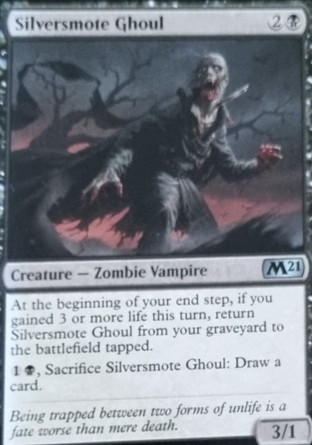 Silversmote Ghoul 2
Creature — Zombie Vampire M21
At the beginning of your end step, if you
gained 3 or more life this turn, return
Silversmote Ghoul from your graveyard to
the battlefield tapped.
1, Sacrifice Silversmote Ghoul: Draw a
card.
Being trapped between two forms of unlife is a
fate worse than mere death.
3/1